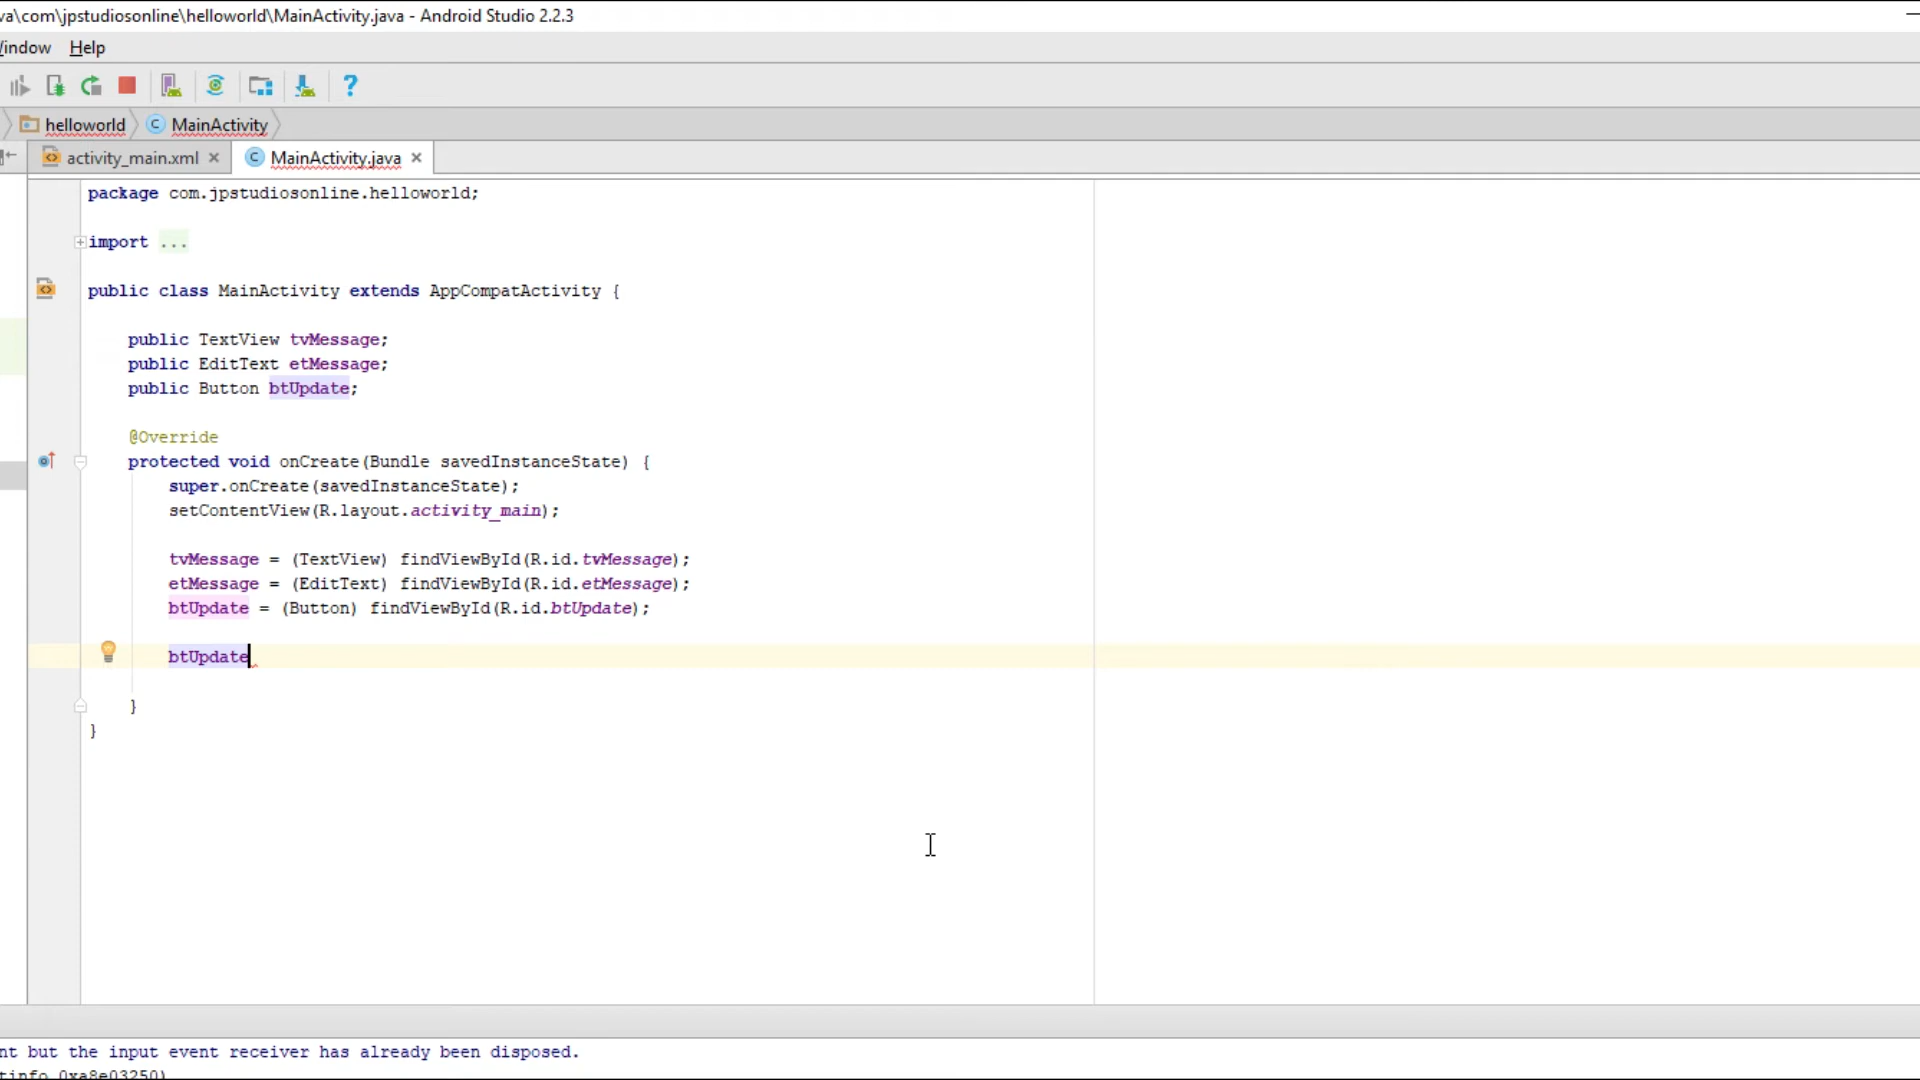 va\com\jpstudiosonline\helloworld\MainActivity.java - Android Studio 2.2.3
indow Help
helloworld MainActivity
activity_main.xml MainActivity.java
package com.jpstudiosonline.helloworld;
import ...
public class MainActivity extends AppCompatActivity {
public TextView tvMessage;
public EditText etMessage;
public Button btUpdate;
@Override
protected void onCreate(Bundle savedInstanceState) {
super.onCreate(savedInstanceState);
setContentView(R.layout.activity_main);
tvMessage = (TextView) findViewById(R.id.tvMessage);
etMessage = (EditText) findViewById(R.id.etMessage);
btUpdate = (Button) findViewById(R.id.btUpdate);
btUpdate
}
}
nt but the input event receiver has already been disposed.
tinfo 0xa8e03250)